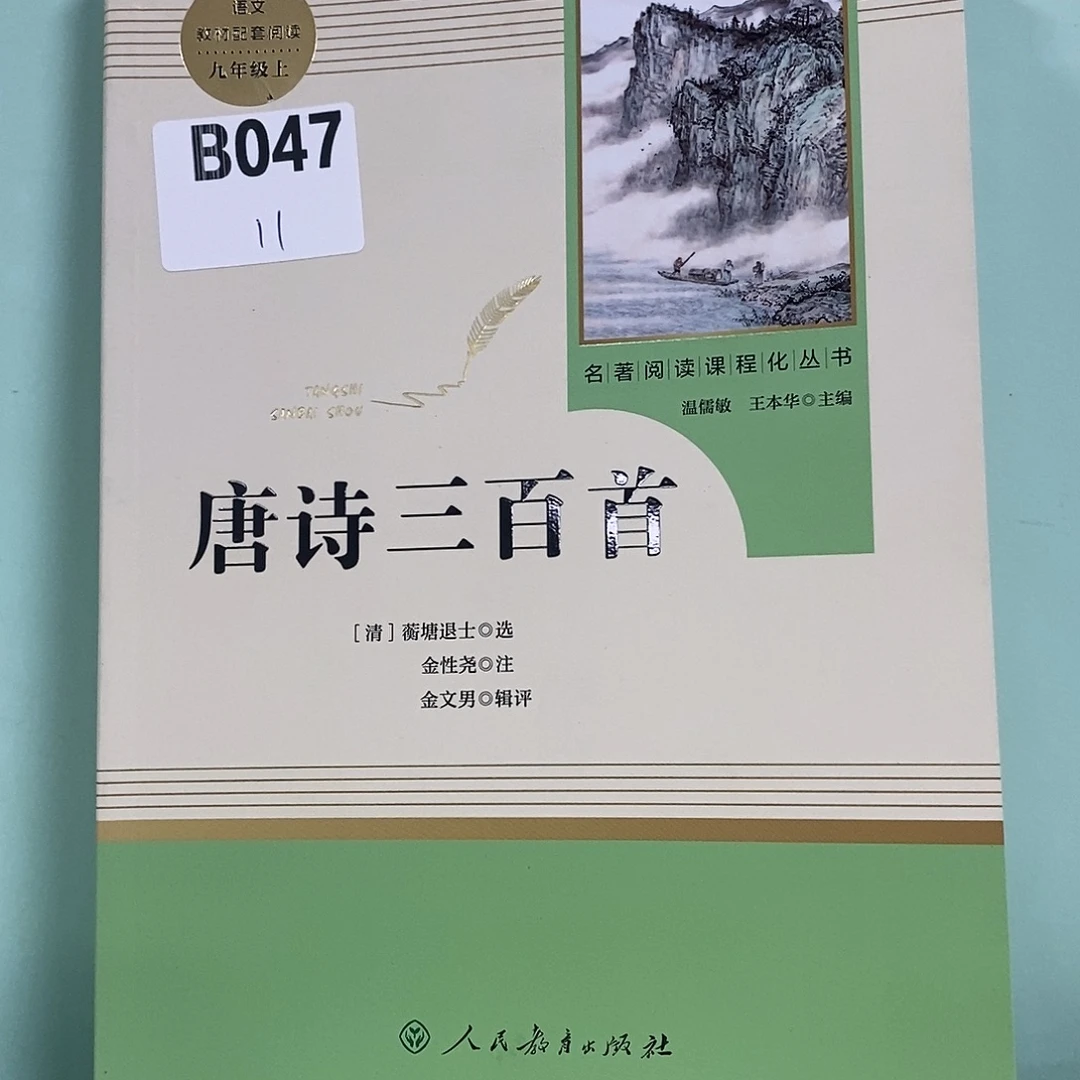 语文
教材配套阅读
九年级上
B047
11
名著阅读课程化丛书
温儒敏 王本华◎主编
TANGSHI
SANBAI SHOU
唐诗三百首
[清]蘅塘退士◎选
金性尧◎注
金文男◎辑评
人民教育出版社